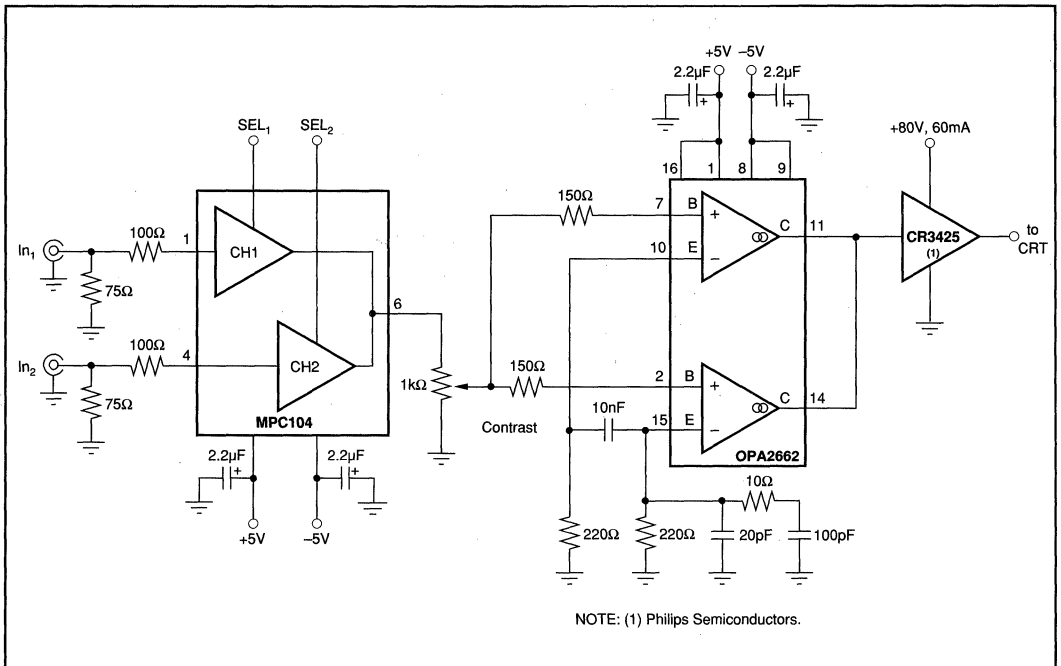 +5V –5V
2.2µF 2.2µF
+ +
SEL1 SEL2
+80V, 60mA
16 1 8 9
150Ω 7 B + C 11
10 E –
CR3425
(1)
to
CRT
In1 100Ω 1 CH1
75Ω
6
In2 100Ω 4 CH2
75Ω
MPC104
1kΩ
150Ω 2 B + C 14
10nF 15 E –
Contrast
OPA2662
2.2µF 2.2µF
+ +
+5V –5V
10Ω
220Ω 220Ω 20pF 100pF
NOTE: (1) Philips Semiconductors.